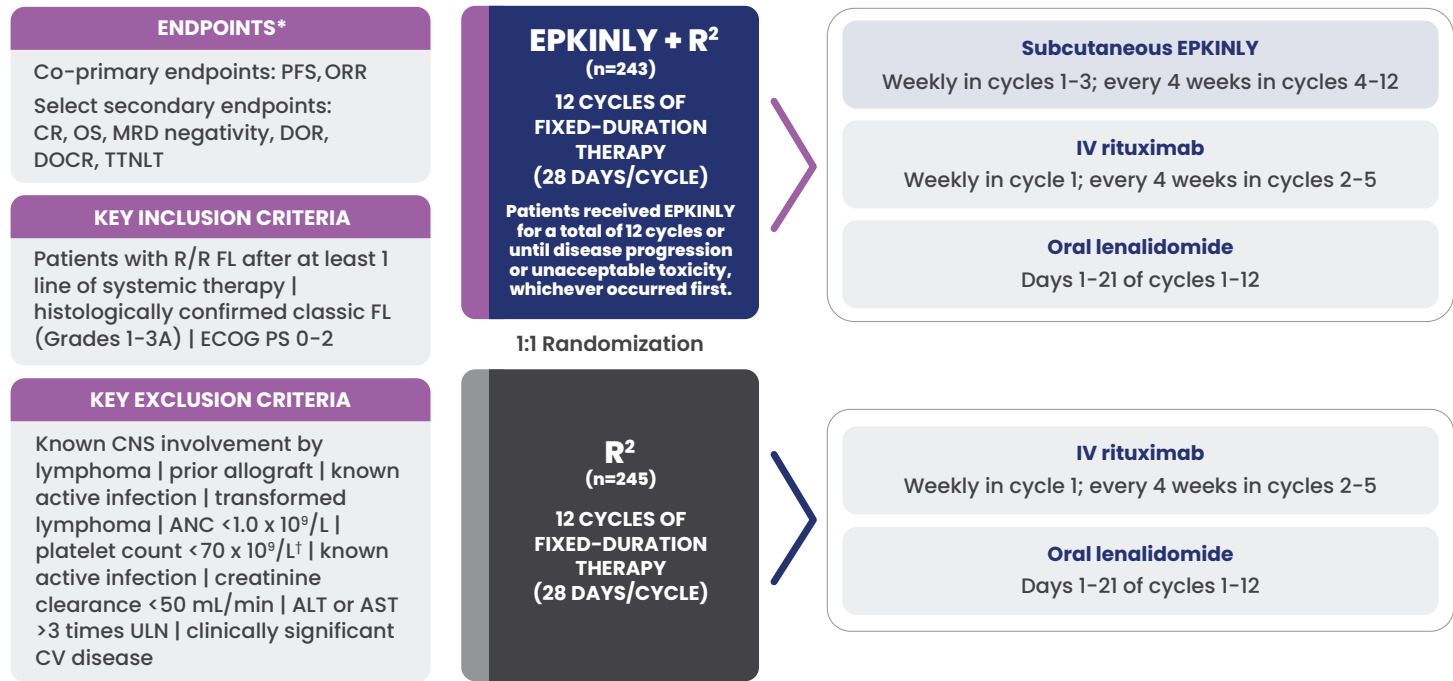 ENDPOINTS*
Co-primary endpoints: PFS, ORR
Select secondary endpoints:
CR, OS, MRD negativity, DOR,
DOCR, TTNLT
KEY INCLUSION CRITERIA
Patients with R/R FL after at least 1
line of systemic therapy |
histologically confirmed classic FL
(Grades 1-3A) | ECOG PS 0-2
KEY EXCLUSION CRITERIA
Known CNS involvement by
lymphoma | prior allograft | known
active infection | transformed
lymphoma | ANC <1.0 x 10⁹/L |
platelet count <70 x 10⁹/L† | known
active infection | creatinine
clearance <50 mL/min | ALT or AST
>3 times ULN | clinically significant
CV disease
EPKINLY + R²
(n=243)
12 CYCLES OF
FIXED-DURATION
THERAPY
(28 DAYS/CYCLE)
Patients received EPKINLY
for a total of 12 cycles or
until disease progression
or unacceptable toxicity,
whichever occurred first.
1:1 Randomization
R²
(n=245)
12 CYCLES OF
FIXED-DURATION
THERAPY
(28 DAYS/CYCLE)
Subcutaneous EPKINLY
Weekly in cycles 1-3; every 4 weeks in cycles 4-12
IV rituximab
Weekly in cycle 1; every 4 weeks in cycles 2-5
Oral lenalidomide
Days 1-21 of cycles 1-12
IV rituximab
Weekly in cycle 1; every 4 weeks in cycles 2-5
Oral lenalidomide
Days 1-21 of cycles 1-12